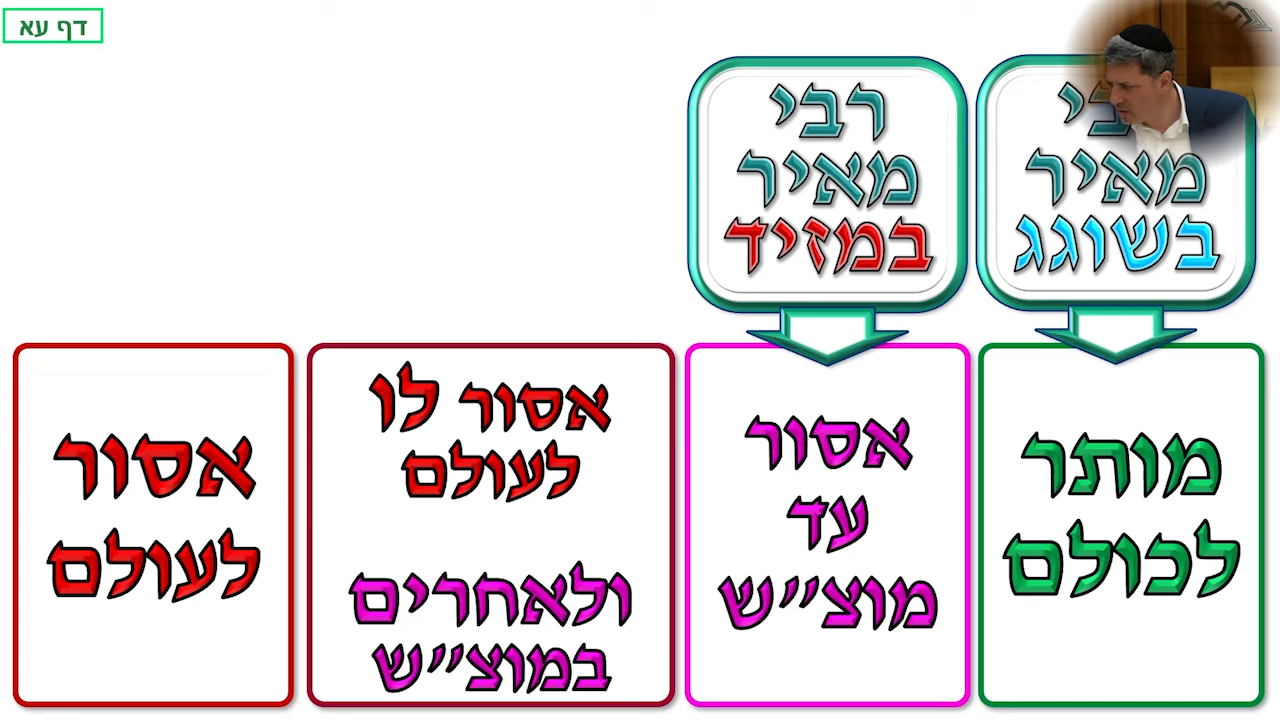 דף עא
מאיר
בשוגג
רבי
מאיר
במזיד
מותר
לכולם
אסור
עד
מוצ״ש
אסור לו
לעולם
ולאחרים
במוצ״ש
אסור
לעולם